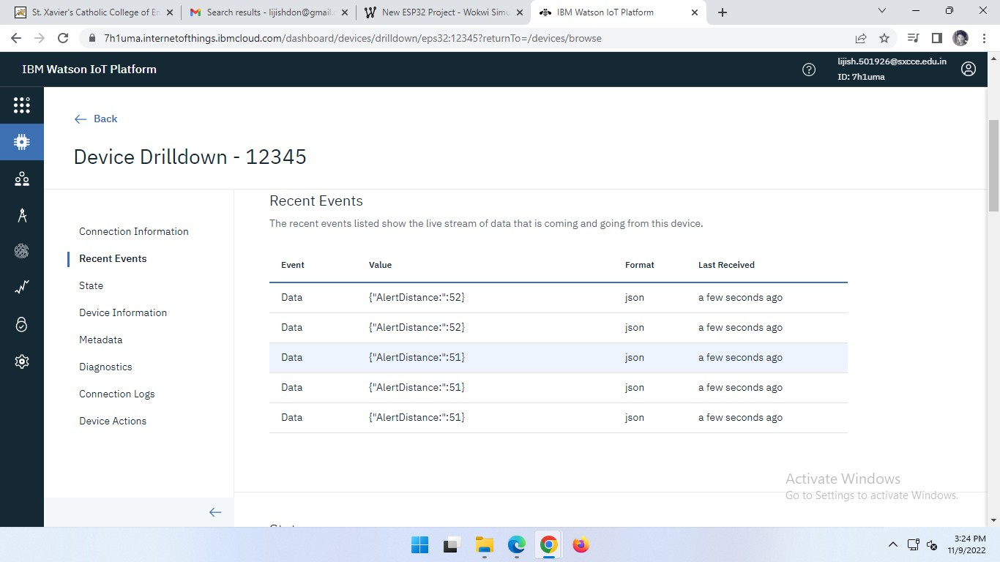 St. Xavier's Catholic College of En
Search results - lijishdon@gmail.c
New ESP32 Project - Wokwi Simu
IBM Watson IoT Platform
7h1uma.internetofthings.ibmcloud.com/dashboard/devices/drilldown/eps32:12345?returnTo=/devices/browse
IBM Watson IoT Platform
lijish.501926@sxcce.edu.in
ID: 7h1uma
Back
Device Drilldown - 12345
Connection Information
Recent Events
State
Device Information
Metadata
Diagnostics
Connection Logs
Device Actions
Recent Events
The recent events listed show the live stream of data that is coming and going from this device.
Event Value Format Last Received
Data {"AlertDistance:":52} json a few seconds ago
Data {"AlertDistance:":52} json a few seconds ago
Data {"AlertDistance:":51} json a few seconds ago
Data {"AlertDistance:":51} json a few seconds ago
Data {"AlertDistance:":51} json a few seconds ago
Activate Windows
Go to Settings to activate Windows.
3:24 PM
11/9/2022